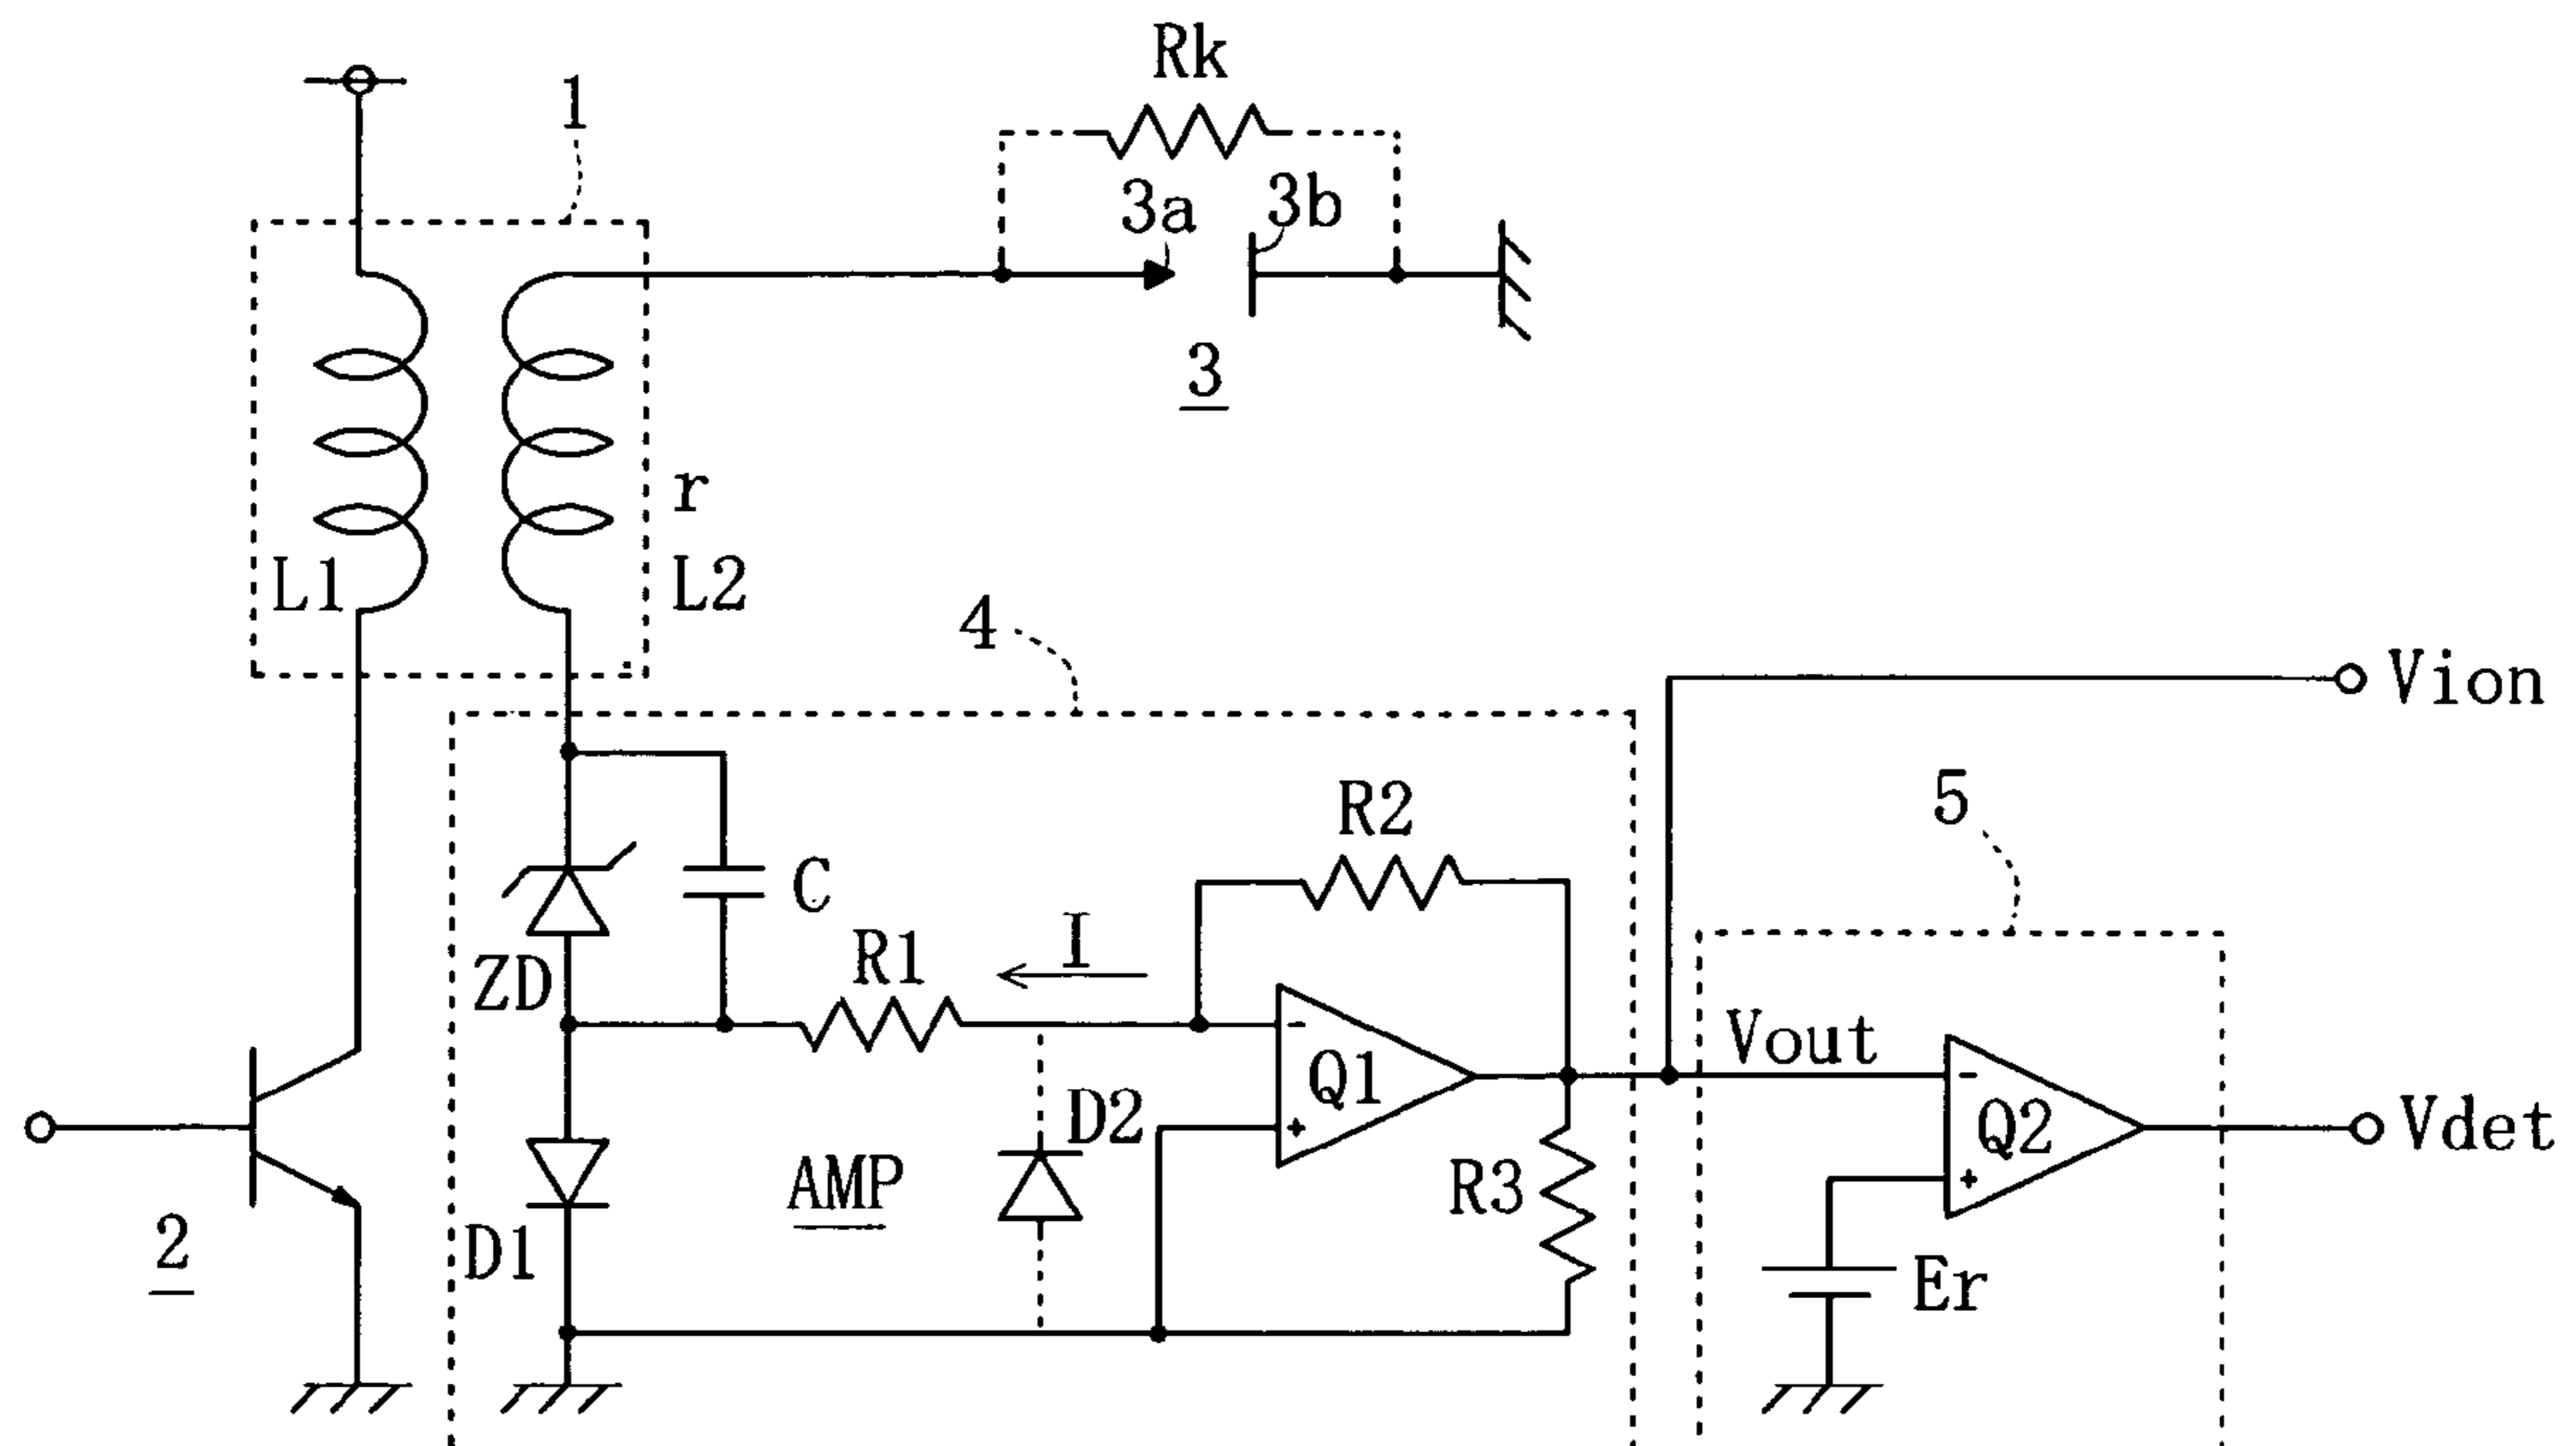 Rk
1
3a
3b
3
r
L1
L2
4
Vion
5
R2
C
R1
I
ZD
-
Q1
+
Vout
-
Q2
+
Vdet
D2
AMP
R3
2
D1
Er